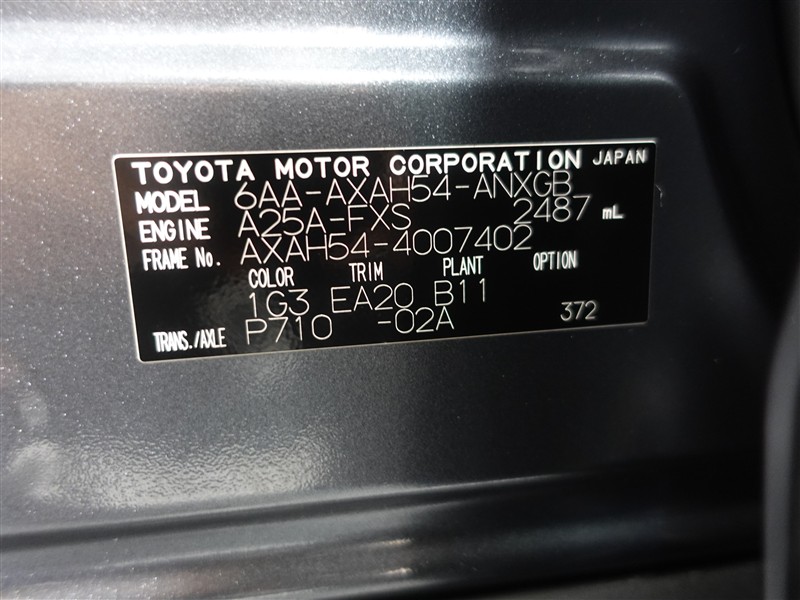 TOYOTA MOTOR CORPORATION JAPAN
MODEL 6AA-AXAH54-ANXGB
ENGINE A25A-FXS 2487 mL
FRAME No. AXAH54-4007402
COLOR TRIM PLANT OPTION
1G3 EA20 B11
TRANS./AXLE P710 -02A 372